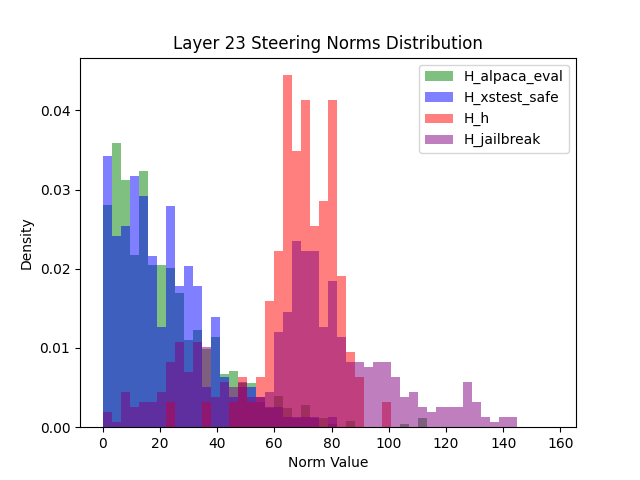 Layer 23 Steering Norms Distribution
H_alpaca_eval
H_xstest_safe
H_h
H_jailbreak
Density
0.04
0.03
0.02
0.01
0.00
0 20 40 60 80 100 120 140 160
Norm Value